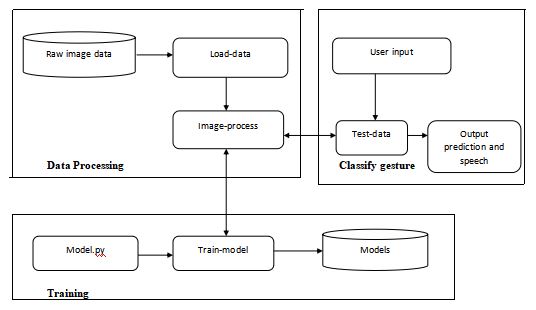 Raw image data
Load-data
Image-process
Data Processing
User input
Test-data
Output
prediction and
speech
Classify gesture
Model.py
Train-model
Models
Training